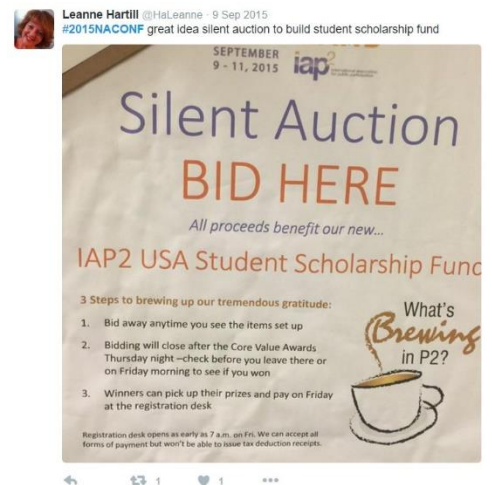 Leanne Hartill @HaLeanne · 9 Sep 2015
#2015NACONF great idea silent auction to build student scholarship fund
SEPTEMBER
9 - 11, 2015 iap2
Silent Auction
BID HERE
All proceeds benefit our new...
IAP2 USA Student Scholarship Func
3 Steps to brewing up our tremendous gratitude:
1. Bid away anytime you see the items set up
2. Bidding will close after the Core Value Awards
Thursday night –check before you leave there or
on Friday morning to see if you won
3. Winners can pick up their prizes and pay on Friday
at the registration desk
What's
Brewing
in P2?
Registration desk opens as early as 7 a.m. on Fri. We can accept all
forms of payment but won't be able to issue tax deduction receipts.
1 1